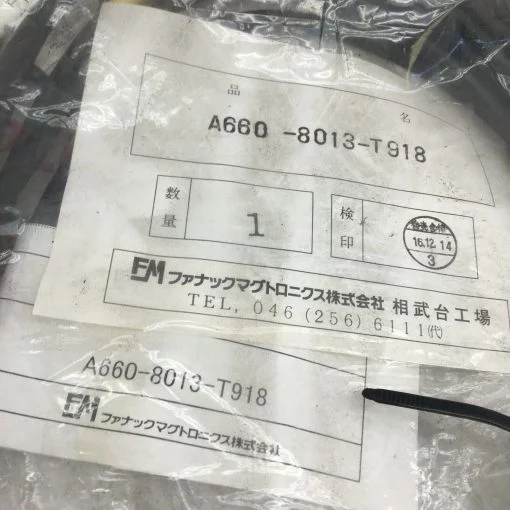 品 名
A660 -8013-T918
数量 1 検印
16.12.14
3
FM ファナックマグトロニクス株式会社 相武台工場
TEL, 046 (256) 6111(代)
A660-8013-T918
FM ファナックマグトロニクス株式会社